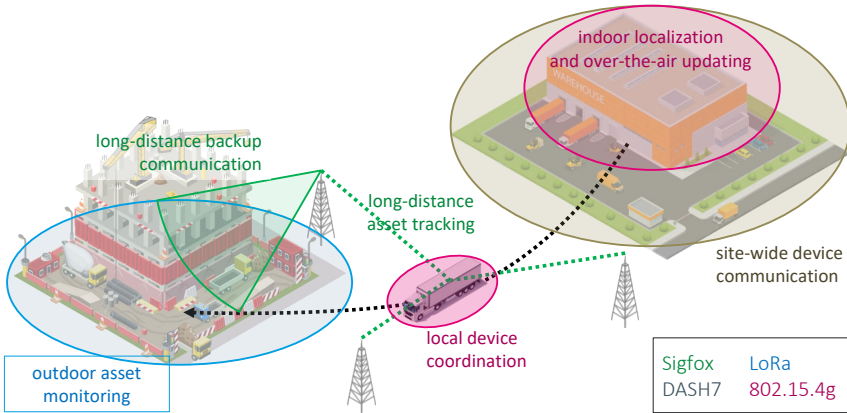 indoor localization
and over-the-air updating
WAREHOUSE
long-distance backup
communication
long-distance
asset tracking
site-wide device
communication
local device
coordination
outdoor asset
monitoring
Sigfox LoRa
DASH7 802.15.4g